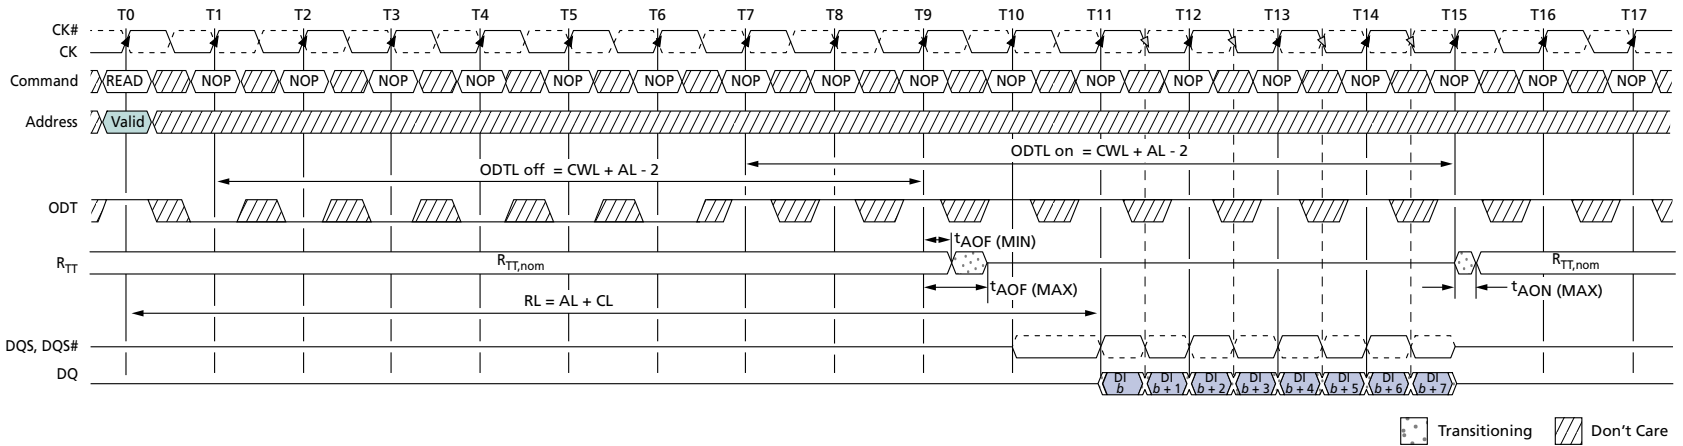 T0 T1 T2 T3 T4 T5 T6 T7 T8 T9 T10 T11 T12 T13 T14 T15 T16 T17
CK#
CK
Command READ NOP NOP NOP NOP NOP NOP NOP NOP NOP NOP NOP NOP NOP NOP NOP NOP NOP
Address Valid
ODTL on = CWL + AL - 2
ODTL off = CWL + AL - 2
ODT
tAOF (MIN)
RTT RTT,nom RTT,nom
tAOF (MAX) tAON (MAX)
RL = AL + CL
DQS, DQS#
DQ DI b DI b + 1 DI b + 2 DI b + 3 DI b + 4 DI b + 5 DI b + 6 DI b + 7
Transitioning Don't Care